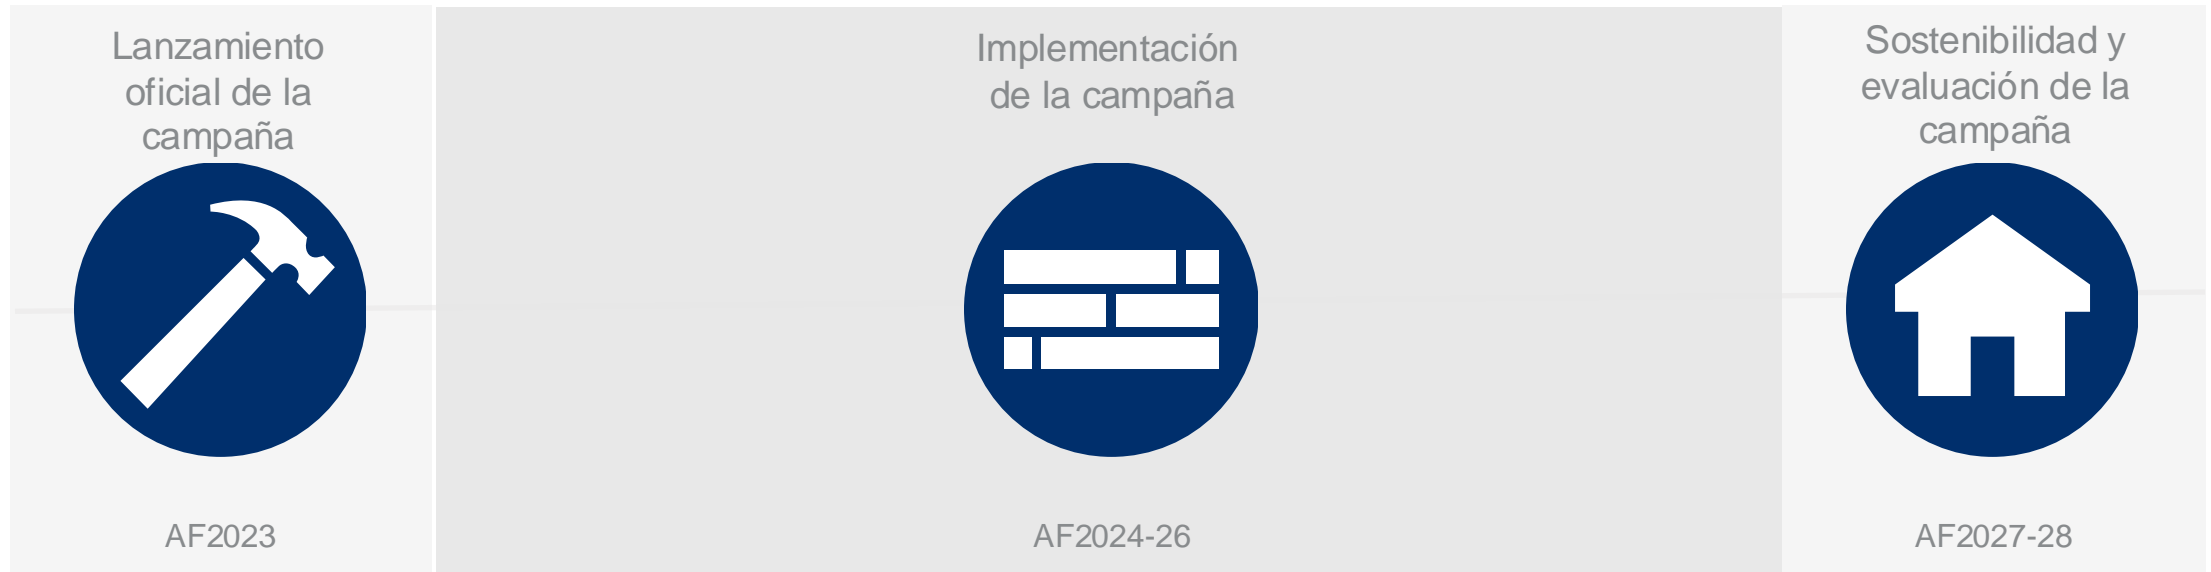 Lanzamiento
oficial de la
campaña
AF2023
Implementación
de la campaña
AF2024-26
Sostenibilidad y
evaluación de la
campaña
AF2027-28